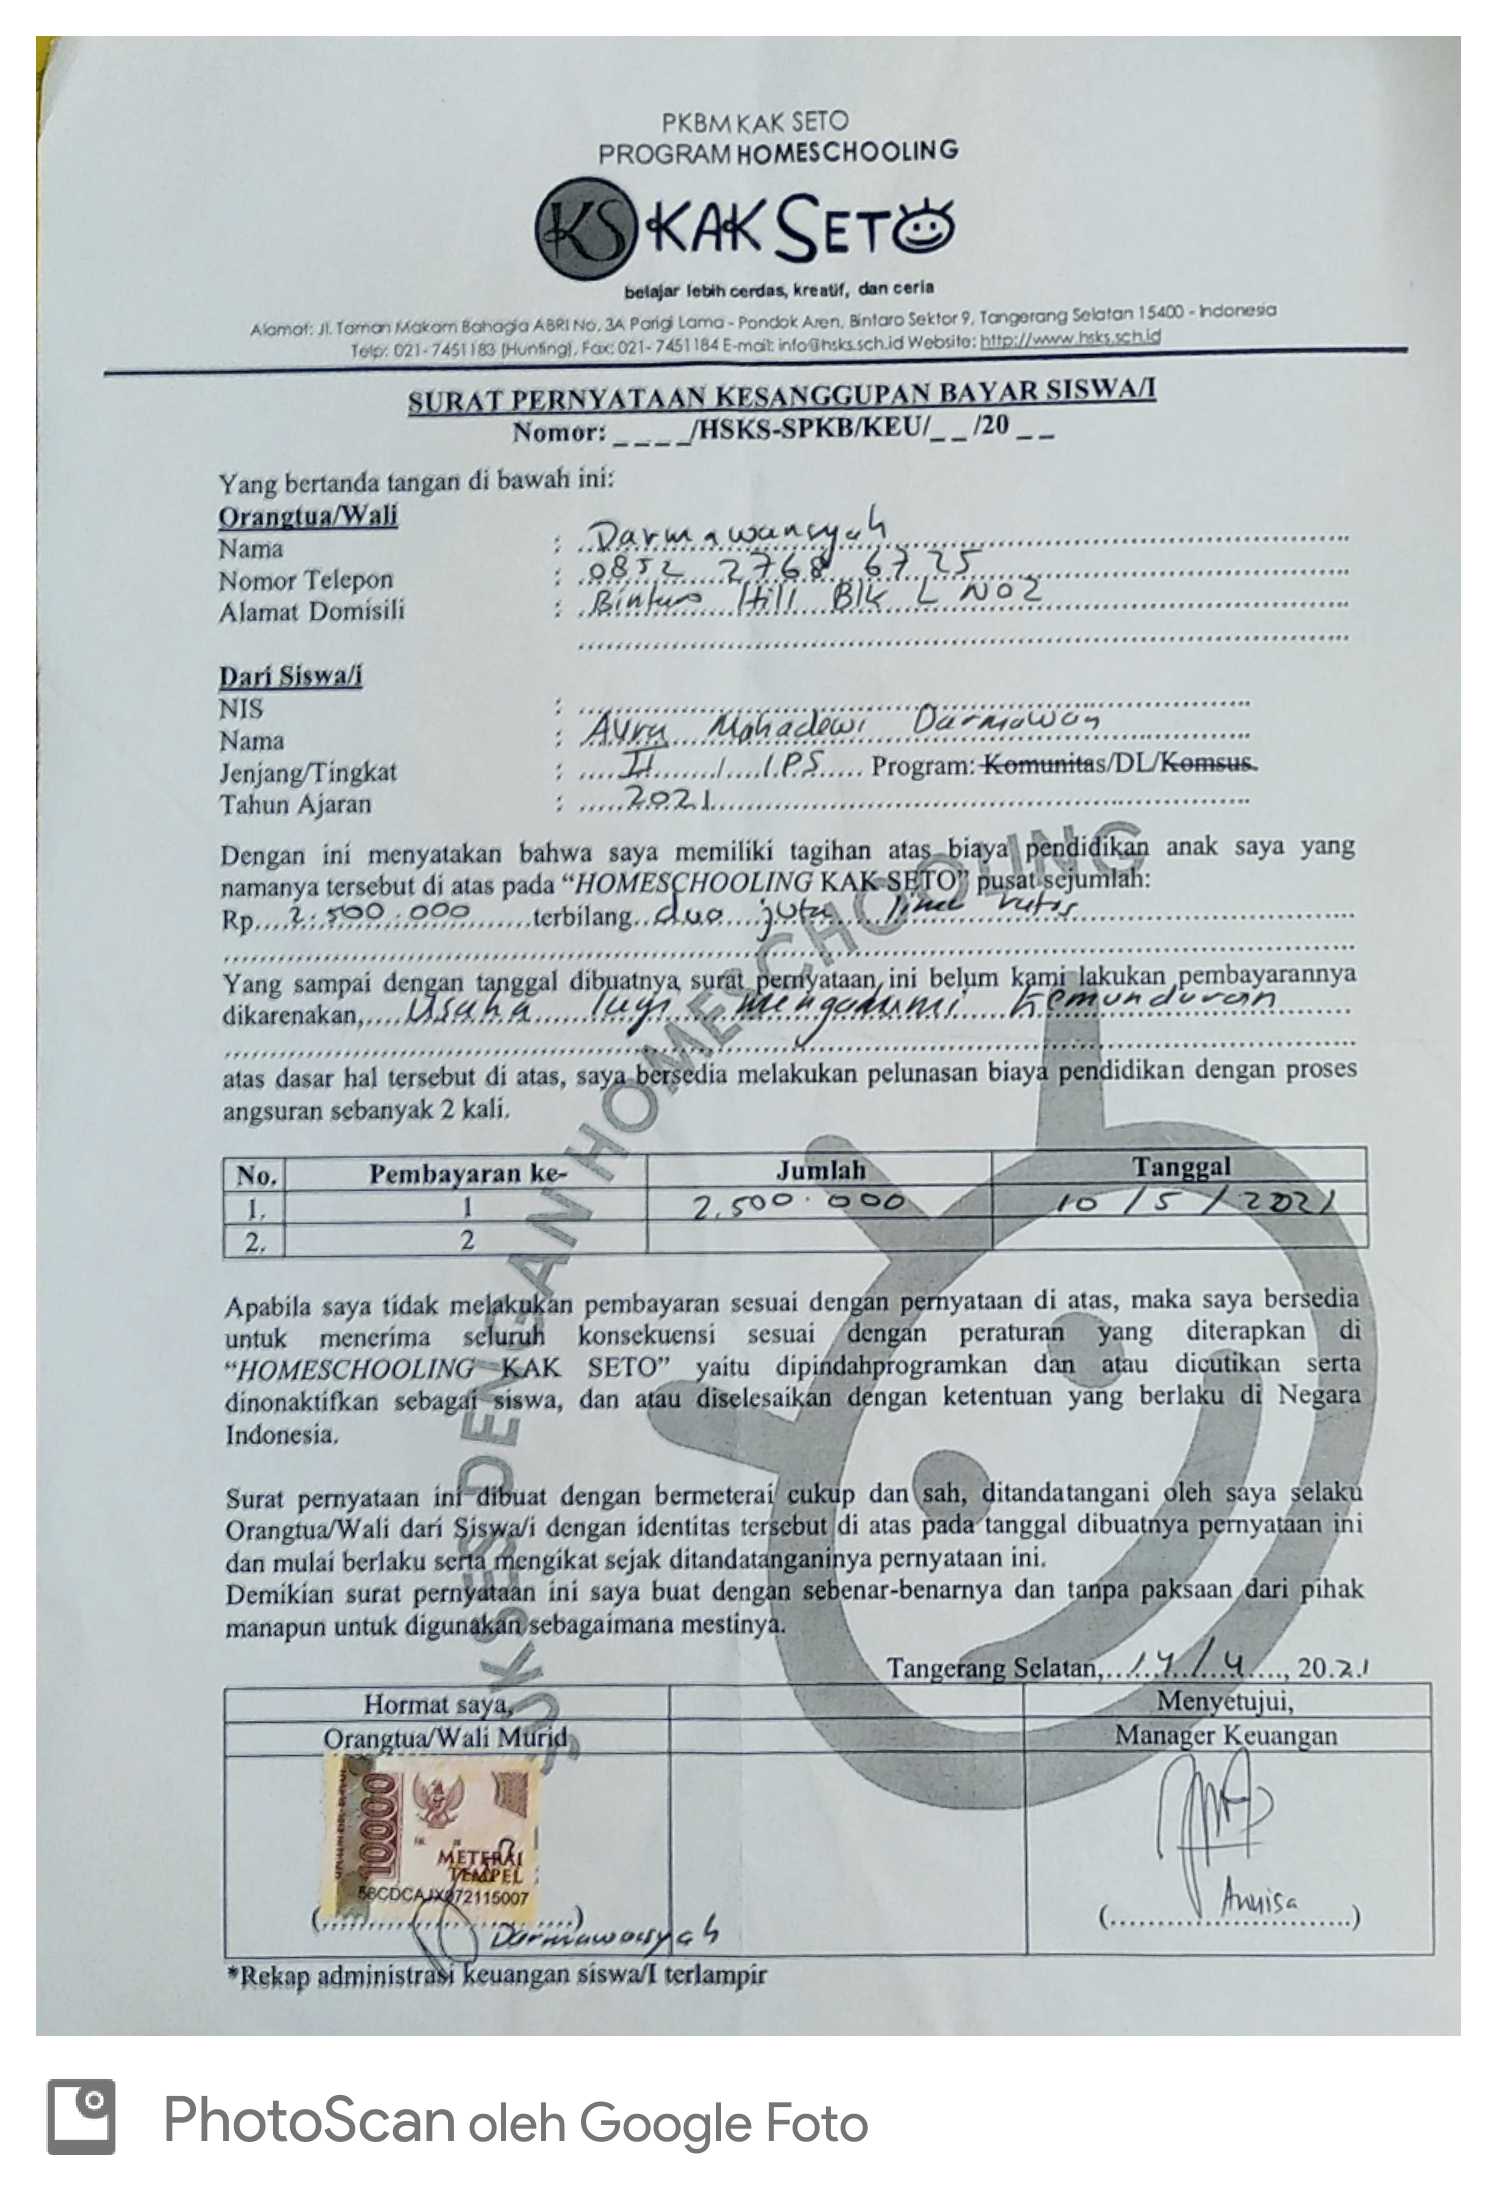 PKBM KAK SETO
PROGRAM HOMESCHOOLING
KS KAK SETO
belajar lebih cerdas, kreatif, dan ceria
Alamat: Jl. Taman Makam Bahagia ABRI No. 3A Parigi Lama - Pondok Aren, Bintaro Sektor 9, Tangerang Selatan 15400 - Indonesia
Telp: 021- 7451183 (Hunting), Fax: 021- 7451184 E-mail: info@hsks.sch.id Website: http://www.hsks.sch.id
SURAT PERNYATAAN KESANGGUPAN BAYAR SISWA/I
Nomor: _ _ _ _/HSKS-SPKB/KEU/_ _ /20 _ _
Yang bertanda tangan di bawah ini:
Orangtua/Wali
Nama : Darmawansyah
Nomor Telepon : 0852 2768 6725
Alamat Domisili : Bintaro Hill Blk L NO2
Dari Siswa/i
NIS :
Nama : Aura Mahadewi Darmawan
Jenjang/Tingkat : II / I.P.S Program: Komunitas/DL/Komsus.
Tahun Ajaran : 2021
Dengan ini menyatakan bahwa saya memiliki tagihan atas biaya pendidikan anak saya yang
namanya tersebut di atas pada “HOMESCHOOLING KAK SETO” pusat sejumlah:
Rp. 2.500.000 terbilang dua juta lima ratus
Yang sampai dengan tanggal dibuatnya surat pernyataan ini belum kami lakukan pembayarannya
dikarenakan, Usaha lagi mengalami kemunduran
atas dasar hal tersebut di atas, saya bersedia melakukan pelunasan biaya pendidikan dengan proses
angsuran sebanyak 2 kali.
No. Pembayaran ke- Jumlah Tanggal
1. 1 2.500.000 10/5/2021
2. 2
Apabila saya tidak melakukan pembayaran sesuai dengan pernyataan di atas, maka saya bersedia
untuk menerima seluruh konsekuensi sesuai dengan peraturan yang diterapkan di
“HOMESCHOOLING KAK SETO” yaitu dipindahprogramkan dan atau dicutikan serta
dinonaktifkan sebagai siswa, dan atau diselesaikan dengan ketentuan yang berlaku di Negara
Indonesia.
Surat pernyataan ini dibuat dengan bermeterai cukup dan sah, ditandatangani oleh saya selaku
Orangtua/Wali dari Siswa/i dengan identitas tersebut di atas pada tanggal dibuatnya pernyataan ini
dan mulai berlaku serta mengikat sejak ditandatanganinya pernyataan ini.
Demikian surat pernyataan ini saya buat dengan sebenar-benarnya dan tanpa paksaan dari pihak
manapun untuk digunakan sebagaimana mestinya.
Tangerang Selatan, 14/4, 2021
Hormat saya, Menyetujui,
Orangtua/Wali Murid Manager Keuangan
10000
METERAI
TEMPEL
Annisa
Darmawansyah
*Rekap administrasi keuangan siswa/I terlampir
SUKSES DENGAN HOMESCHOOLING
PhotoScan oleh Google Foto